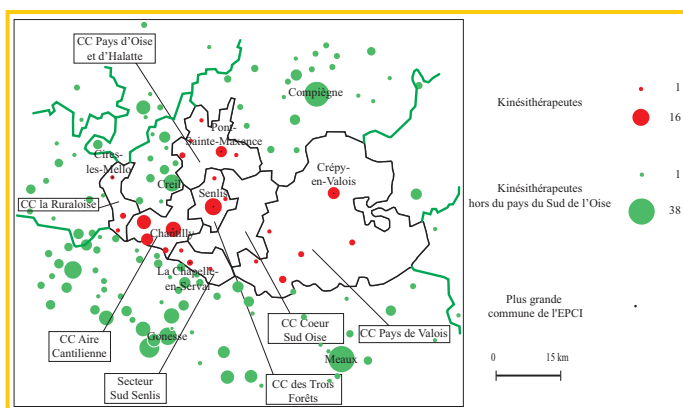 CC Pays d'Oise
et d'Halatte
Compiègne
Pont-
Sainte-Maxence
Cires-
les-Mello
Creil
Crépy-
en-Valois
Senlis
CC la Ruraloise
Chantilly
La Chapelle-
en-Serval
CC Aire
Cantilienne
Gonesse
CC Coeur
Sud Oise
CC Pays de Valois
Secteur
Sud Senlis
CC des Trois
Forêts
Meaux
Kinésithérapeutes
1
16
Kinésithérapeutes
hors du pays du Sud de l'Oise
1
38
Plus grande
commune de l'EPCI
0 15 km